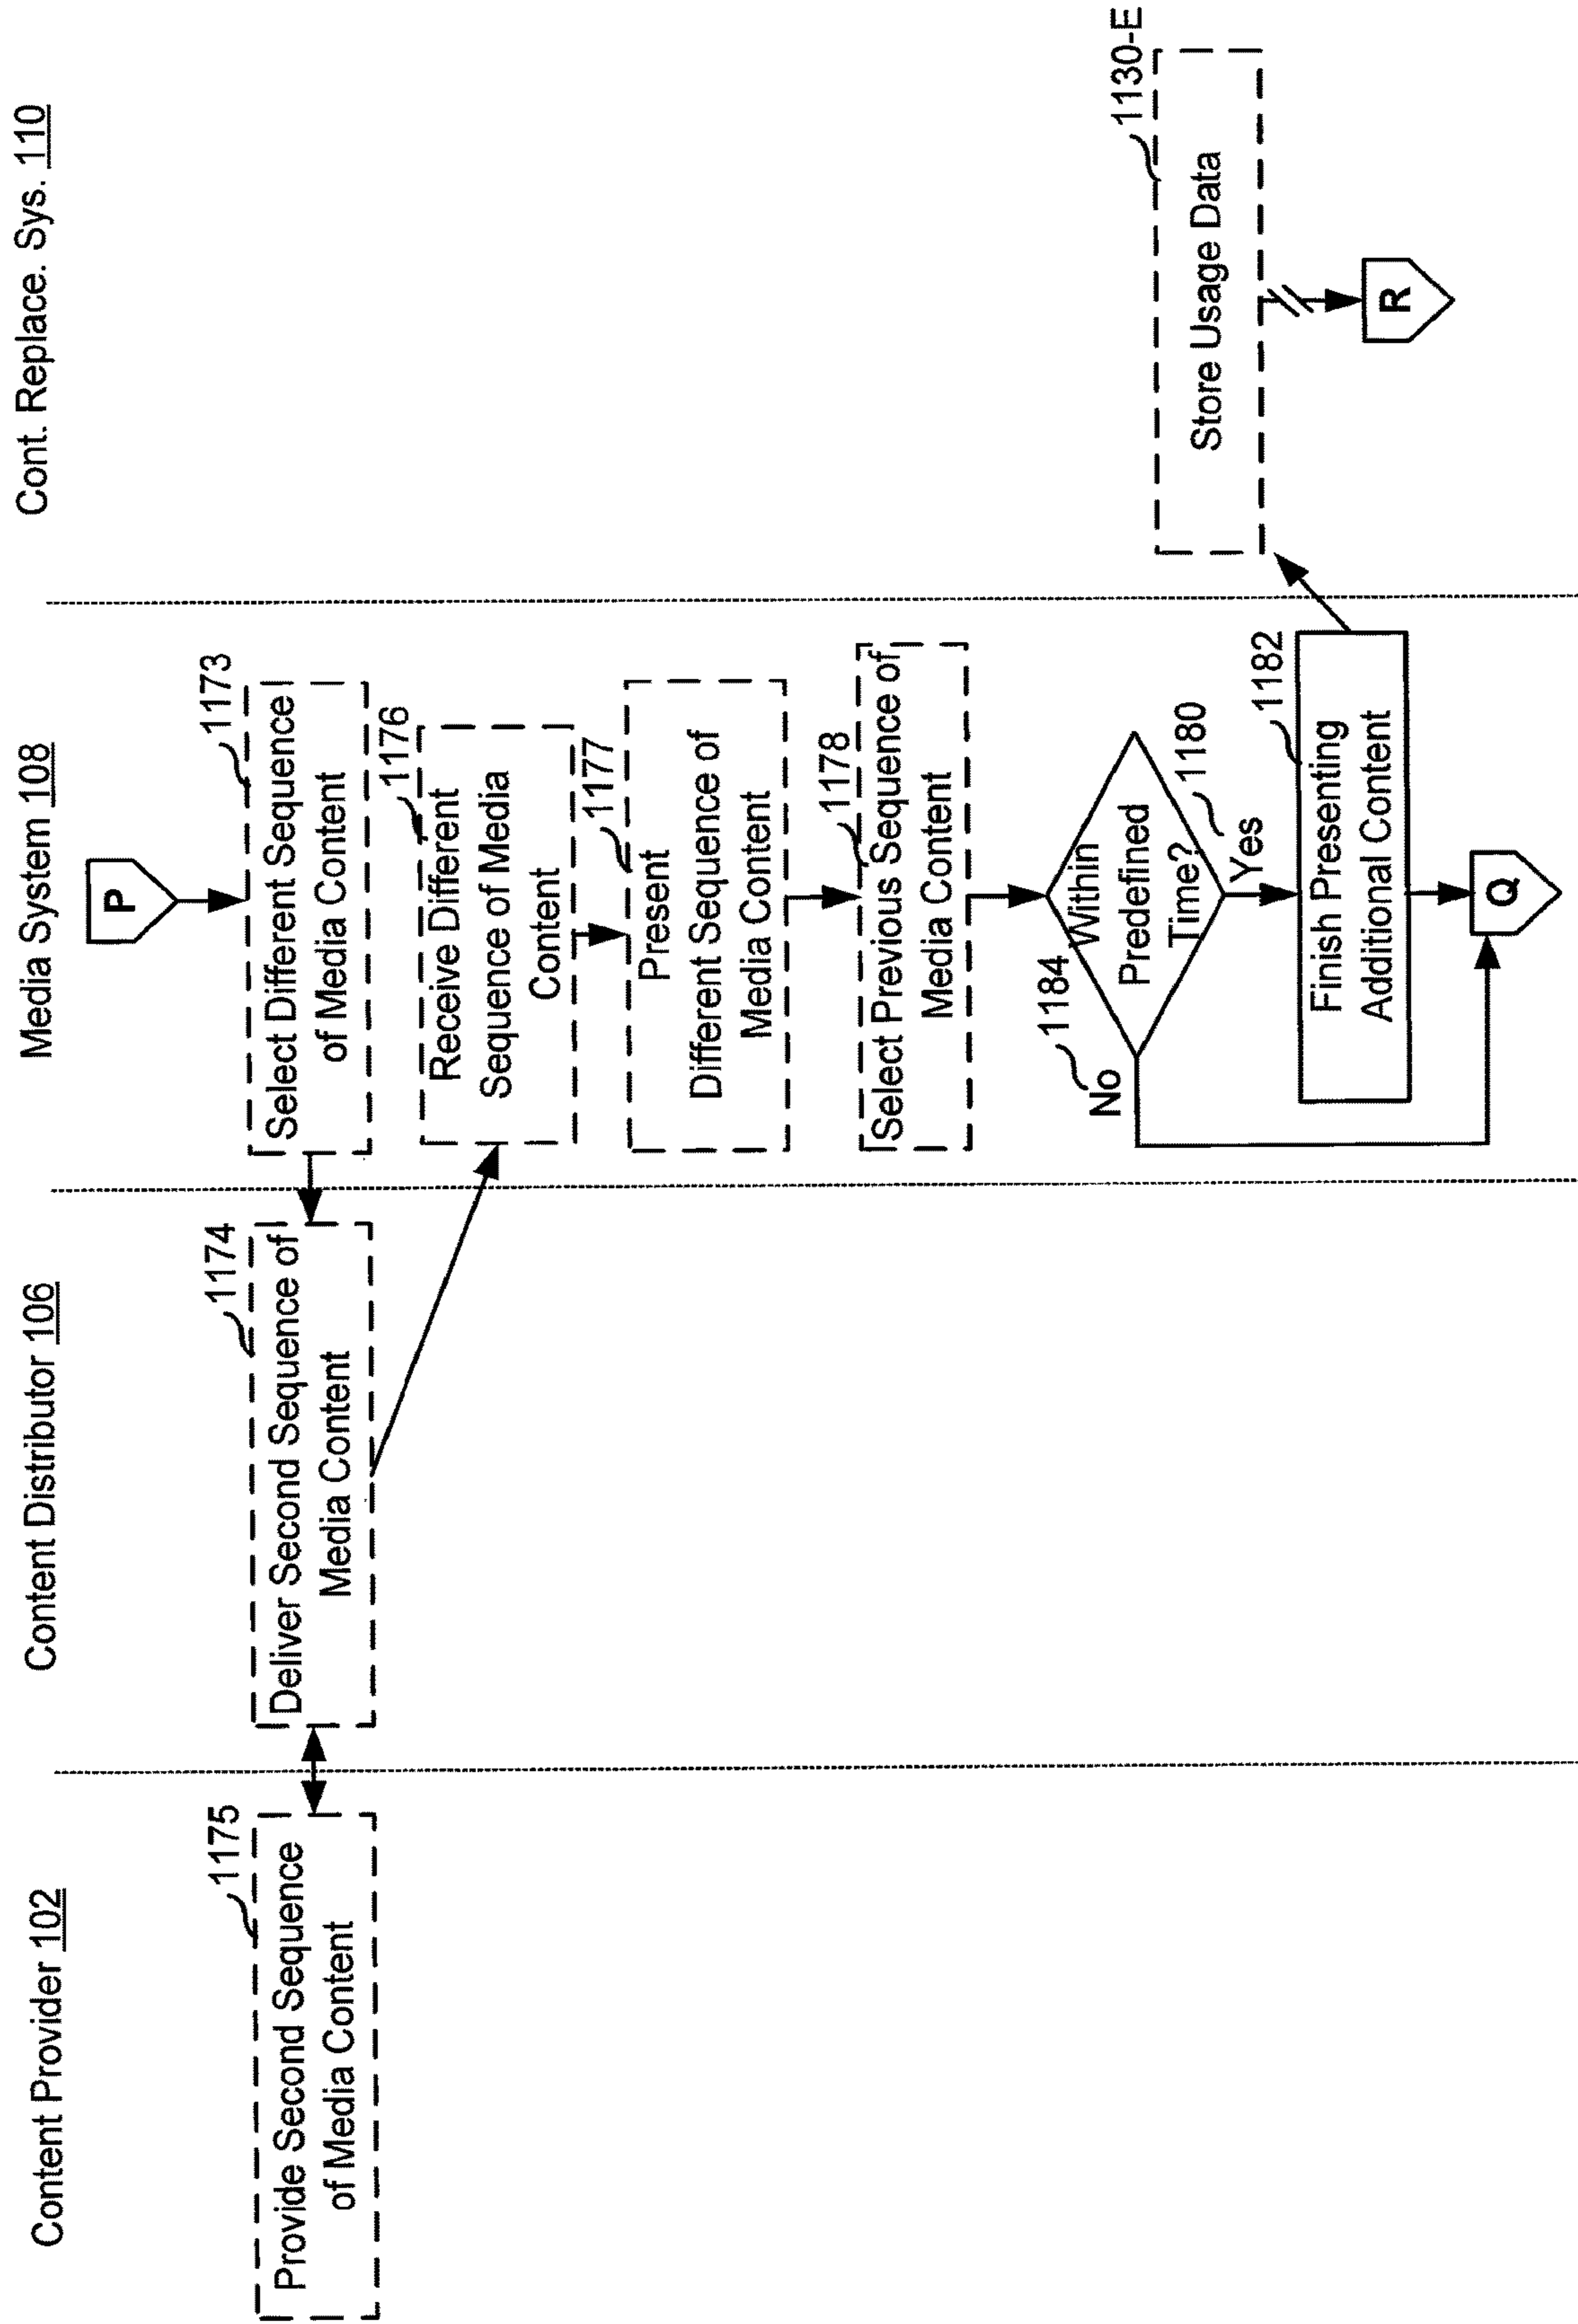 Content Provider 102
Content Distributor 106
Media System 108
Cont. Replace. Sys. 110
P
1175
Provide Second Sequence
of Media Content
1174
Deliver Second Sequence of
Media Content
1173
Select Different Sequence
of Media Content
1176
Receive Different
Sequence of Media
Content
1177
Present
Different Sequence of
Media Content
1178
Select Previous Sequence of
Media Content
1184
No
Within
Predefined
Time?
1180
Yes
1182
Finish Presenting
Additional Content
Q
1130-E
Store Usage Data
R